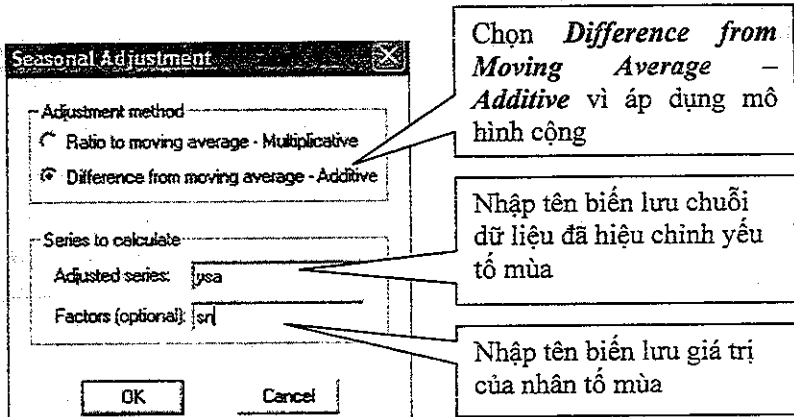 Seasonal Adjustment
Adjustment method
Ratio to moving average - Multiplicative
Difference from moving average - Additive
Series to calculate
Adjusted series: ysa
Factors (optional): sn
OK Cancel
Chọn Difference from
Moving Average –
Additive vì áp dụng mô
hình cộng
Nhập tên biến lưu chuỗi
dữ liệu đã hiệu chỉnh yếu
tố mùa
Nhập tên biến lưu giá trị
của nhân tố mùa